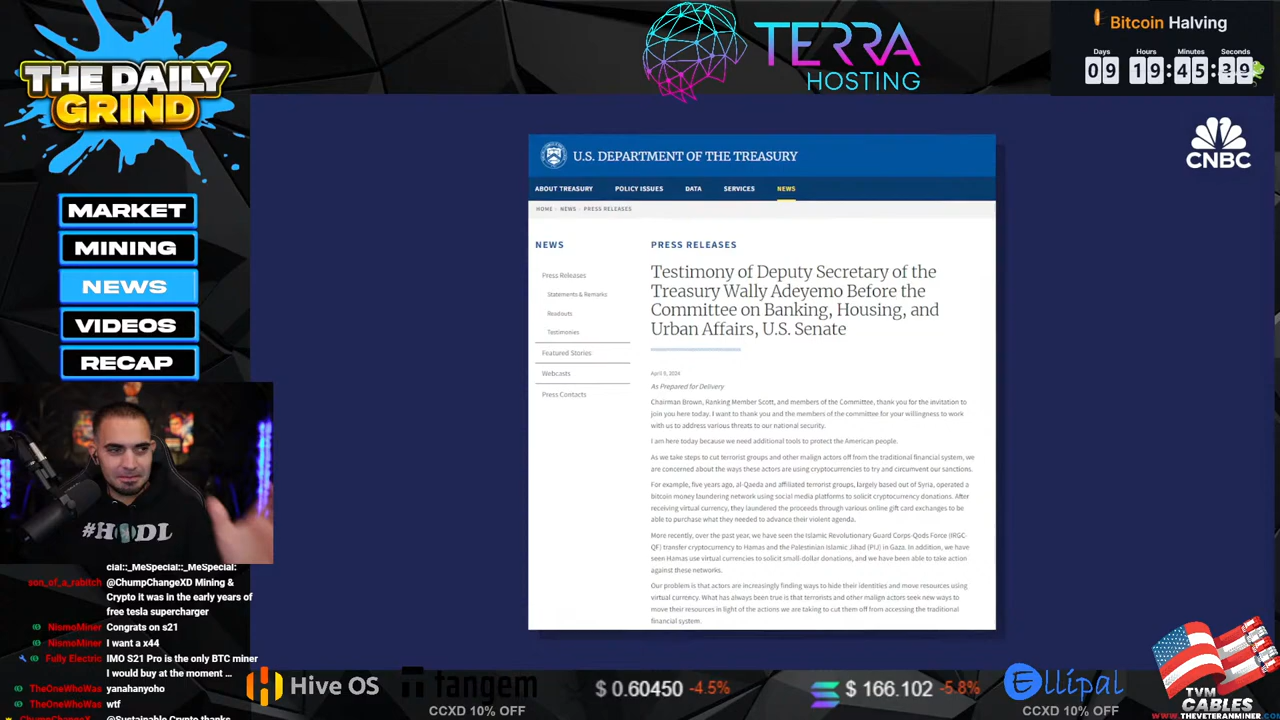 THE DAILY
GRIND
TERRA
HOSTING
Bitcoin Halving
Days Hours Minutes Seconds
09 19:45:39
CNBC
MARKET
MINING
NEWS
VIDEOS
RECAP
U.S. DEPARTMENT OF THE TREASURY
ABOUT TREASURY POLICY ISSUES DATA SERVICES NEWS
HOME NEWS PRESS RELEASES
NEWS
Press Releases
Statements & Remarks
Readouts
Testimonies
Featured Stories
Webcasts
Press Contacts
PRESS RELEASES
Testimony of Deputy Secretary of the
Treasury Wally Adeyemo Before the
Committee on Banking, Housing, and
Urban Affairs, U.S. Senate
As Prepared for Delivery
Chairman Brown, Ranking Member Scott, and members of the Committee, thank you for the invitation to
join you here today. I want to thank you and the members of the committee for your willingness to work
with us to address various threats to our national security.
I am here today because we need additional tools to protect the American people.
As we take steps to cut terrorist groups and other malign actors off from the traditional financial system, we
are concerned about the ways these actors are using cryptocurrencies to try and circumvent our sanctions.
For example, five years ago, al-Qaeda and affiliated terrorist groups, largely based out of Syria, operated a
bitcoin money laundering network using social media platforms to solicit cryptocurrency donations. After
receiving virtual currency, they laundered the proceeds through various online gift card exchanges to be
able to purchase what they needed to advance their violent agenda.
More recently, over the past year, we have seen the Islamic Revolutionary Guard Corps-Qods Force (IRGC-
QF) transfer cryptocurrency to Hamas and the Palestinian Islamic Jihad (PIJ) in Gaza. In addition, we have
seen Hamas use virtual currencies to solicit small-dollar donations, and we have been able to take action
against these networks.
Our problem is that actors are increasingly finding ways to hide their identities and move resources using
virtual currency. What has always been true is that terrorists and other malign actors seek new ways to
move their resources in light of the actions we are taking to cut them off from accessing the traditional
financial system.
#HODL
cial::_MeSpecial::_MeSpecial:
son_of_a_rabitch @ChumpChangeXD Mining &
Crypto it was in the early years of
free tesla supercharger
NismoMiner Congrats on s21
NismoMiner I want a x44
Fully Electric IMO S21 Pro is the only BTC miner
I would buy at the moment ...
TheOneWhoWas yanahanyoho
TheOneWhoWas wtf
ChumpChangeX @Sustainable Crypto thanks
Hive OS
CCXD 10% OFF
$ 0.60450 -4.5%
$ 166.102 -5.8%
Ellipal
CCXD 10% OFF
TVM
CABLES